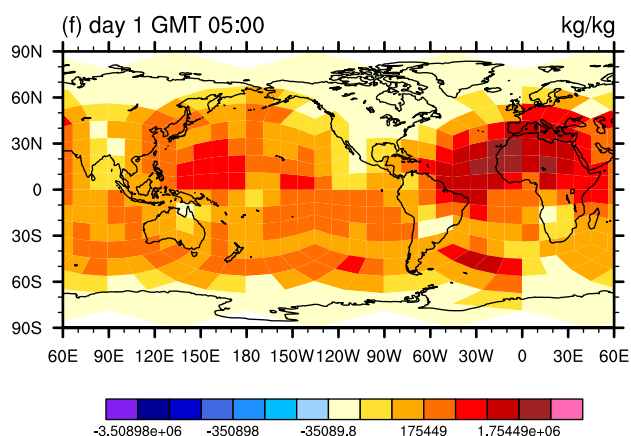 (f) day 1 GMT 05:00 kg/kg
90N
60N
30N
0
30S
60S
90S
60E 90E 120E 150E 180 150W 120W 90W 60W 30W 0 30E 60E
-3.50898e+06 -350898 -35089.8 175449 1.75449e+06